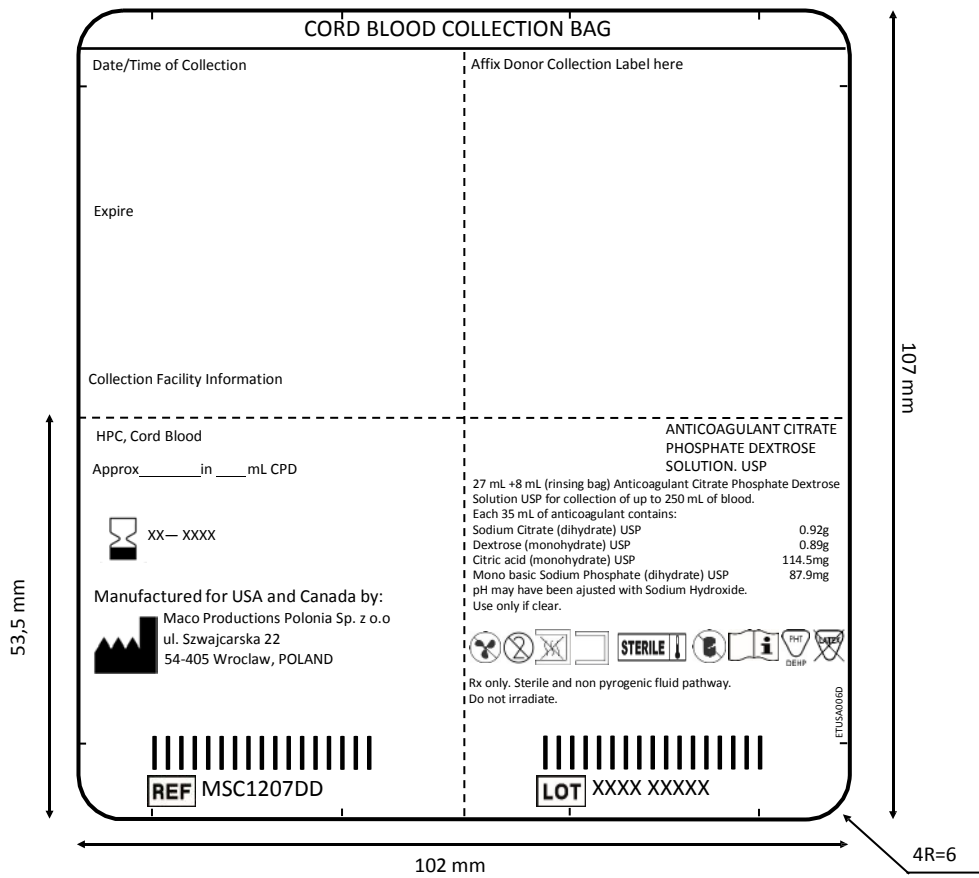 CORD BLOOD COLLECTION BAG
Date/Time of Collection
Affix Donor Collection Label here
Expire
Collection Facility Information
HPC, Cord Blood
Approx________in ____mL CPD
XX— XXXX
Manufactured for USA and Canada by:
Maco Productions Polonia Sp. z o.o
ul. Szwajcarska 22
54-405 Wroclaw, POLAND
REF MSC1207DD
ANTICOAGULANT CITRATE
PHOSPHATE DEXTROSE
SOLUTION. USP
27 mL +8 mL (rinsing bag) Anticoagulant Citrate Phosphate Dextrose
Solution USP for collection of up to 250 mL of blood.
Each 35 mL of anticoagulant contains:
Sodium Citrate (dihydrate) USP 0.92g
Dextrose (monohydrate) USP 0.89g
Citric acid (monohydrate) USP 114.5mg
Mono basic Sodium Phosphate (dihydrate) USP 87.9mg
pH may have been ajusted with Sodium Hydroxide.
Use only if clear.
2 STERILE i PHT LATEX
DEHP
Rx only. Sterile and non pyrogenic fluid pathway.
Do not irradiate.
ETUSA006D
LOT XXXX XXXXX
107 mm
53,5 mm
102 mm
4R=6